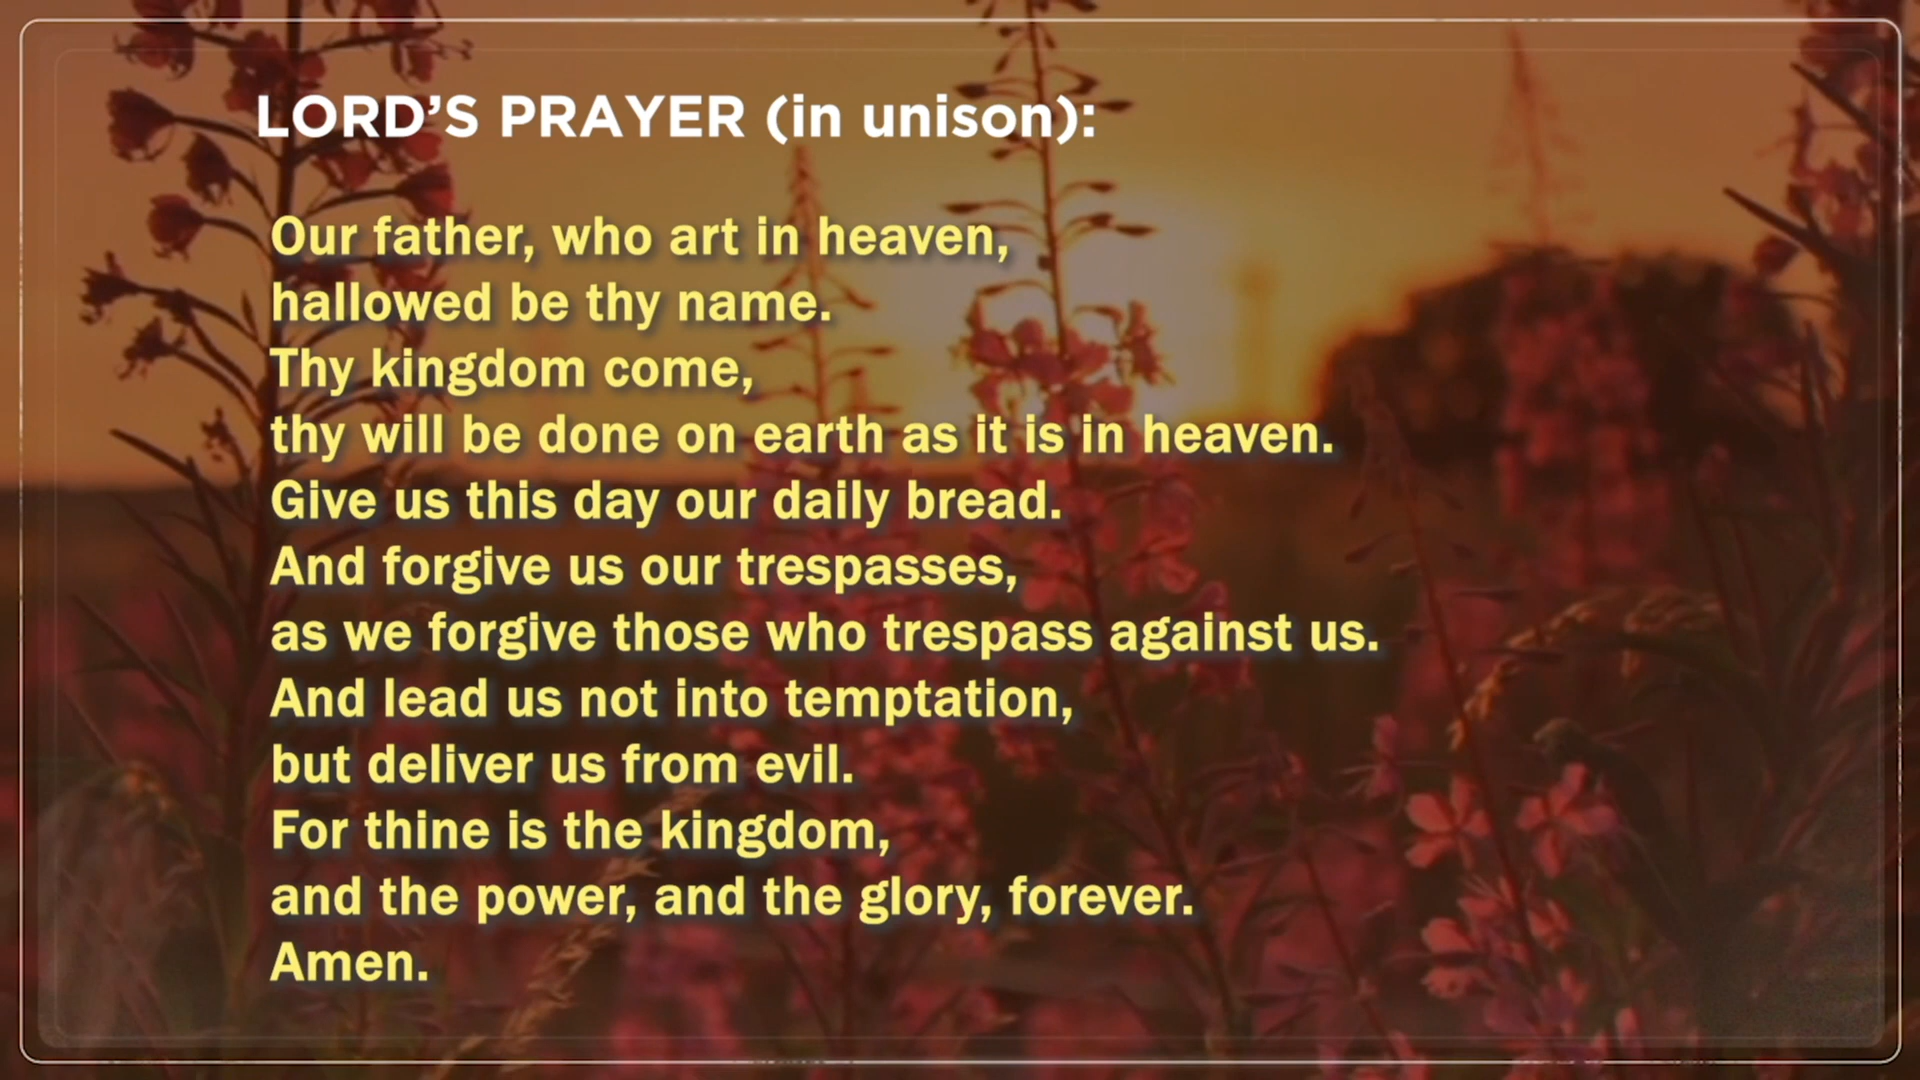 LORD’S PRAYER (in unison):
Our father, who art in heaven,
hallowed be thy name.
Thy kingdom come,
thy will be done on earth as it is in heaven.
Give us this day our daily bread.
And forgive us our trespasses,
as we forgive those who trespass against us.
And lead us not into temptation,
but deliver us from evil.
For thine is the kingdom,
and the power, and the glory, forever.
Amen.